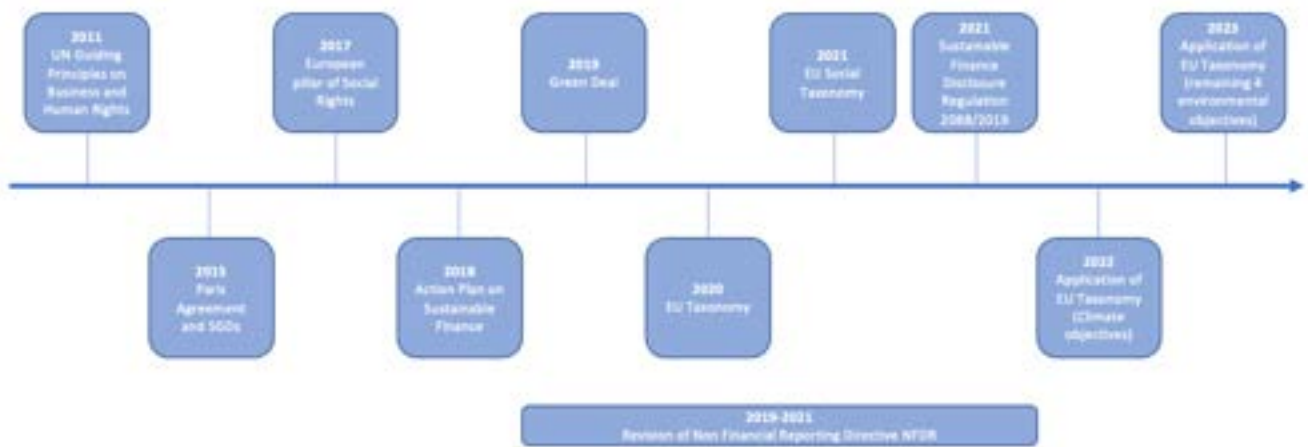 2011
UN Guiding
Principles on
Business and
Human Rights
2015
Paris
Agreement
and SGDs
2017
European
pillar of Social
Rights
2018
Action Plan on
Sustainable
Finance
2019
Green Deal
2020
EU Taxonomy
2021
EU Social
Taxonomy
2021
Sustainable
Finance
Disclosure
Regulation
2088/2019
2022
Application of
EU Taxonomy
(Climate
objectives)
2023
Application of
EU Taxonomy
(remaining 4
environmental
objectives)
2019-2021
Revision of Non Financial Reporting Directive NFDR